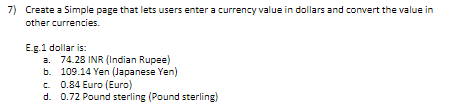 7) Create a Simple page that lets users enter a currency value in dollars and convert the value in
other currencies.
E.g.1 dollar is:
a. 74.28 INR (Indian Rupee)
b. 109.14 Yen (Japanese Yen)
c. 0.84 Euro (Euro)
d. 0.72 Pound sterling (Pound sterling)